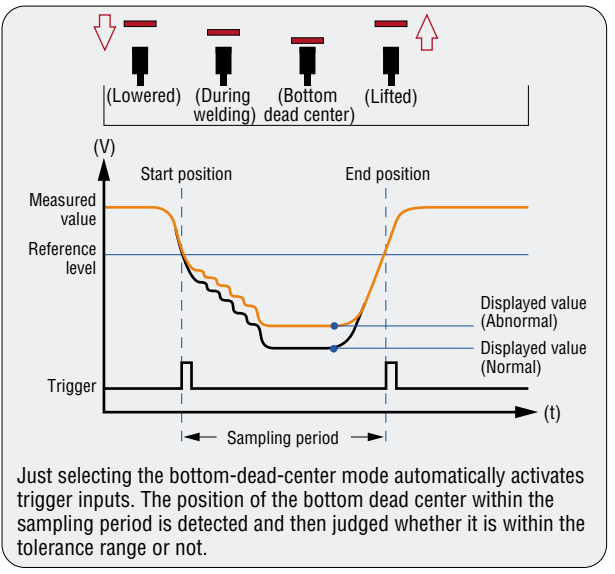 (Lowered)
(During
welding)
(Bottom
dead center)
(Lifted)
(V)
Start position
End position
Measured
value
Reference
level
Displayed value
(Abnormal)
Displayed value
(Normal)
Trigger
(t)
Sampling period
Just selecting the bottom-dead-center mode automatically activates
trigger inputs. The position of the bottom dead center within the
sampling period is detected and then judged whether it is within the
tolerance range or not.